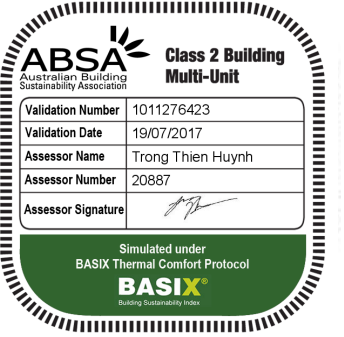 ABSA
Australian Building
Sustainability Association
Class 2 Building
Multi-Unit
Validation Number 1011276423
Validation Date 19/07/2017
Assessor Name Trong Thien Huynh
Assessor Number 20887
Assessor Signature
Simulated under
BASIX Thermal Comfort Protocol
BASIX®
Building Sustainability Index